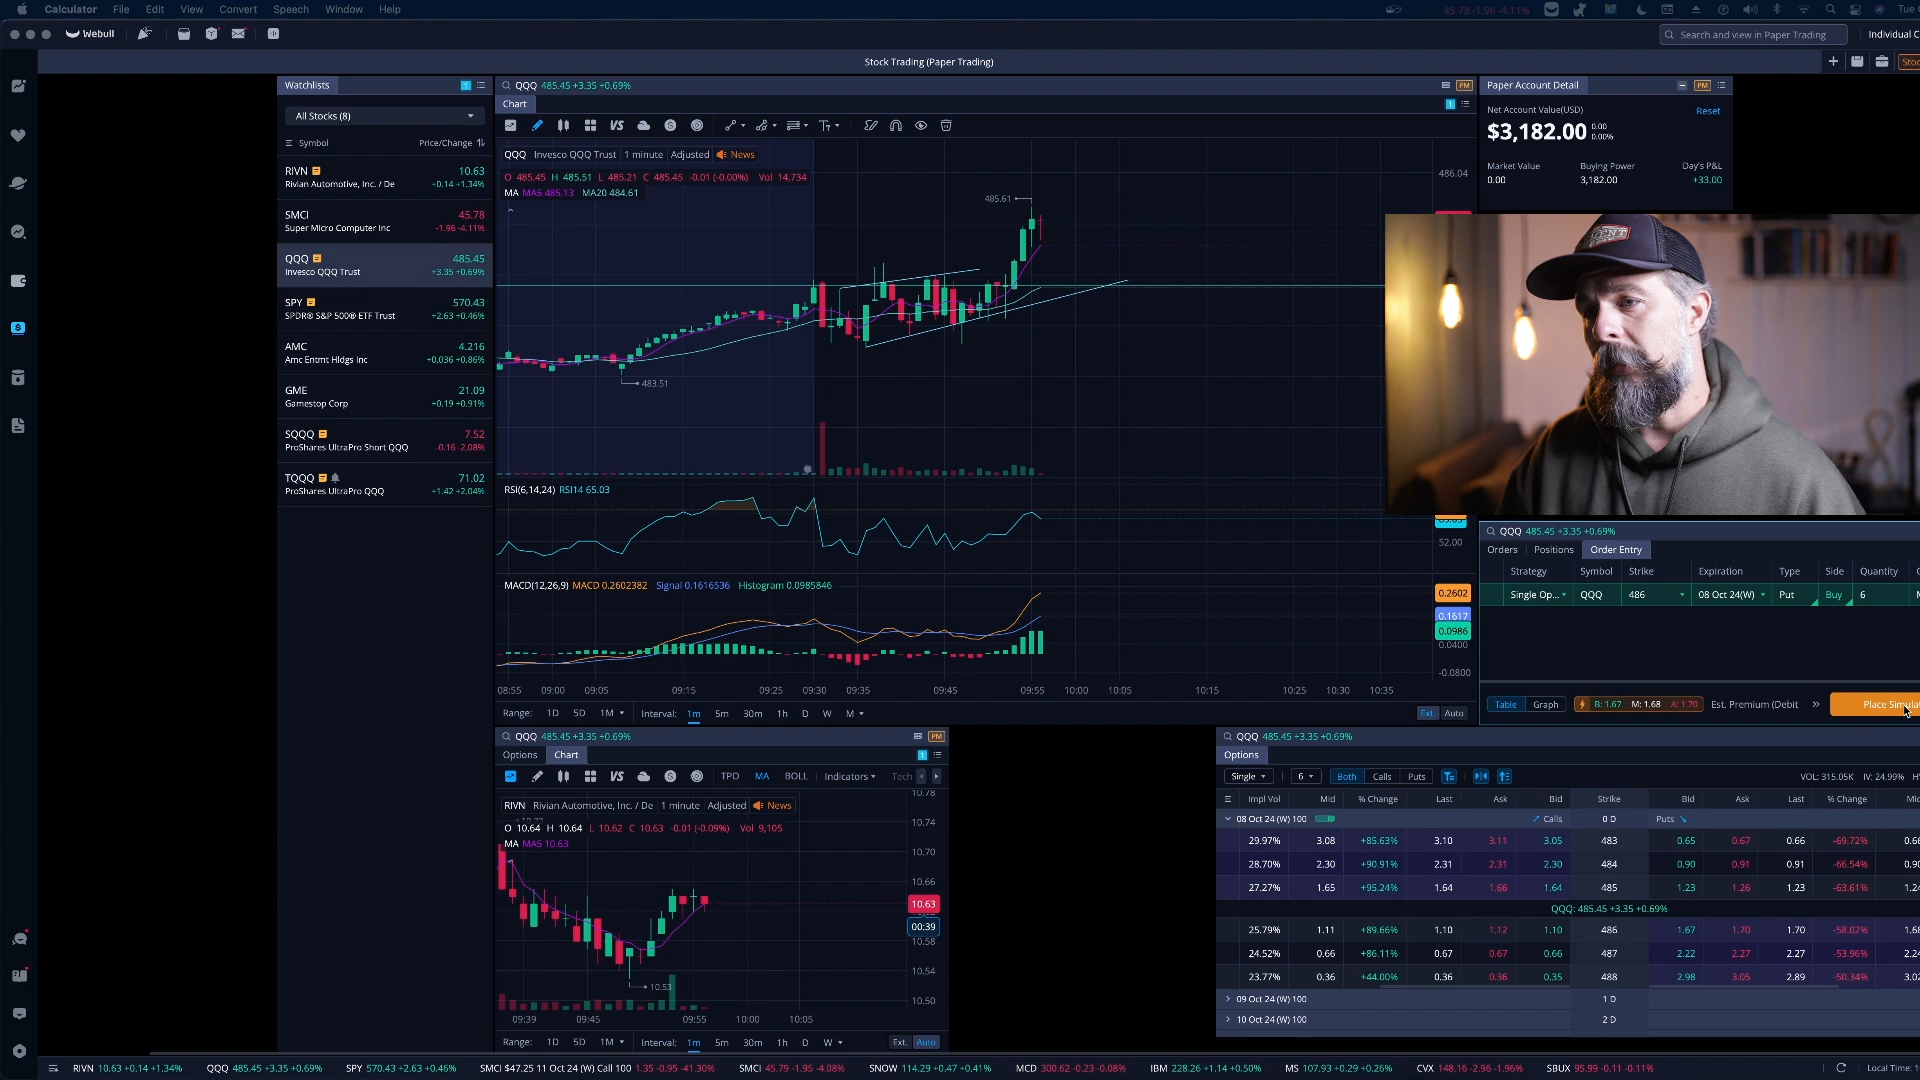 Calculator File Edit View Convert Speech Window Help
45.78 -1.96 -4.11%
Tue
Webull
Search and view in Paper Trading
Individual C
Stock Trading (Paper Trading)
Stoc
Watchlists 1
All Stocks (8)
Symbol Price/Change
RIVN 10.63
Rivian Automotive, Inc. / De +0.14 +1.34%
SMCI 45.78
Super Micro Computer Inc -1.96 -4.11%
QQQ 485.45
Invesco QQQ Trust +3.35 +0.69%
SPY 570.43
SPDR® S&P 500® ETF Trust +2.63 +0.46%
AMC 4.216
Amc Entmt Hldgs Inc +0.036 +0.86%
GME 21.09
Gamestop Corp +0.19 +0.91%
SQQQ 7.52
ProShares UltraPro Short QQQ -0.16 -2.08%
TQQQ 71.02
ProShares UltraPro QQQ +1.42 +2.04%
QQQ 485.45 +3.35 +0.69% PM
Chart 1
VS
QQQ Invesco QQQ Trust 1 minute Adjusted News
O 485.45 H 485.51 L 485.21 C 485.45 -0.01 (-0.00%) Vol 14,734
MA MA5 485.13 MA20 484.61
486.04
485.61
483.51
RSI(6,14,24) RSI14 65.03
52.00
MACD(12,26,9) MACD 0.2602382 Signal 0.1616536 Histogram 0.0985846
0.2602
0.1617
0.0986
0.0400
-0.0800
08:55 09:00 09:05 09:15 09:25 09:30 09:35 09:45 09:55 10:00 10:05 10:15 10:25 10:30 10:35
Range: 1D 5D 1M Interval: 1m 5m 30m 1h D W M Ext. Auto
Paper Account Detail PM
Net Account Value(USD) Reset
$3,182.00 0.00
0.00%
Market Value Buying Power Day's P&L
0.00 3,182.00 +33.00
QQQ 485.45 +3.35 +0.69%
Orders Positions Order Entry
Strategy Symbol Strike Expiration Type Side Quantity
Single Op... QQQ 486 08 Oct 24(W) Put Buy 6
Table Graph B: 1.67 M: 1.68 A: 1.70 Est. Premium (Debit Place Simula
QQQ 485.45 +3.35 +0.69% PM
Options Chart 1
VS TPO MA BOLL Indicators Tech
RIVN Rivian Automotive, Inc. / De 1 minute Adjusted News
O 10.64 H 10.64 L 10.62 C 10.63 -0.01 (-0.09%) Vol 9,105
MA MA5 10.63
10.78
10.74
10.70
10.66
10.63
00:39
10.58
10.54
10.50
10.53
09:39 09:45 09:55 10:00 10:05
Range: 1D 5D 1M Interval: 1m 5m 30m 1h D W Ext. Auto
QQQ 485.45 +3.35 +0.69%
Options
Single 6 Both Calls Puts VOL: 315.05K IV: 24.99%
Impl Vol Mid % Change Last Ask Bid Strike Bid Ask Last % Change Mid
08 Oct 24 (W) 100 Calls 0 D Puts
29.97% 3.08 +85.63% 3.10 3.11 3.05 483 0.65 0.67 0.66 -69.72%
28.70% 2.30 +90.91% 2.31 2.31 2.30 484 0.90 0.91 0.91 -66.54%
27.27% 1.65 +95.24% 1.64 1.66 1.64 485 1.23 1.26 1.23 -63.61%
QQQ: 485.45 +3.35 +0.69%
25.79% 1.11 +89.66% 1.10 1.12 1.10 486 1.67 1.70 1.70 -58.02%
24.52% 0.66 +86.11% 0.67 0.67 0.66 487 2.22 2.27 2.27 -53.96%
23.77% 0.36 +44.00% 0.36 0.36 0.35 488 2.98 3.05 2.89 -50.34%
09 Oct 24 (W) 100 1 D
10 Oct 24 (W) 100 2 D
RIVN 10.63 +0.14 +1.34% QQQ 485.45 +3.35 +0.69% SPY 570.43 +2.63 +0.46% SMCI $47.25 11 Oct 24 (W) Call 100 1.35 -0.95 -41.30% SMCI 45.79 -1.95 -4.08% SNOW 114.29 +0.47 +0.41% MCD 300.62 -0.23 -0.08% IBM 228.26 +1.14 +0.50% MS 107.93 +0.29 +0.26% CVX 148.16 -2.96 -1.96% SBUX 95.99 -0.11 -0.11% Local Time: